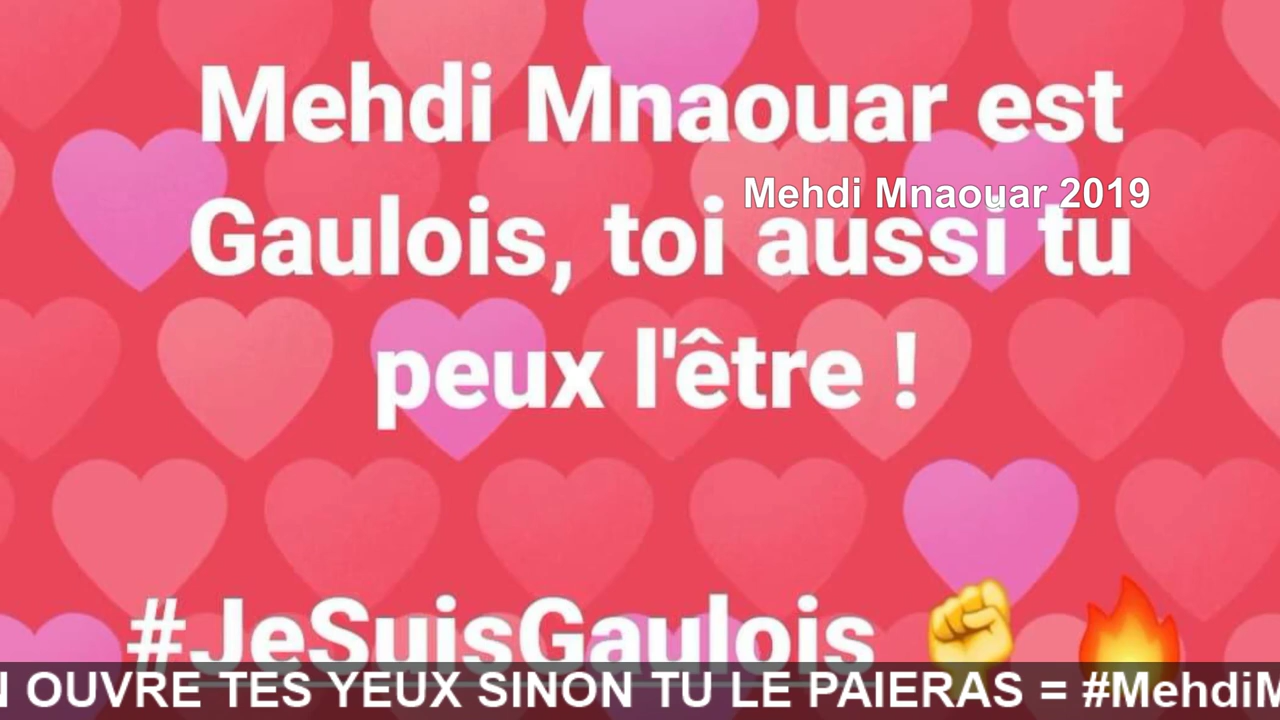 Mehdi Mnaouar est
Mehdi Mnaouar 2019
Gaulois, toi aussi tu
peux l'être !
#JeSuisGaulois ✊ 🔥
OUVRE TES YEUX SINON TU LE PAIERAS = #MehdiM